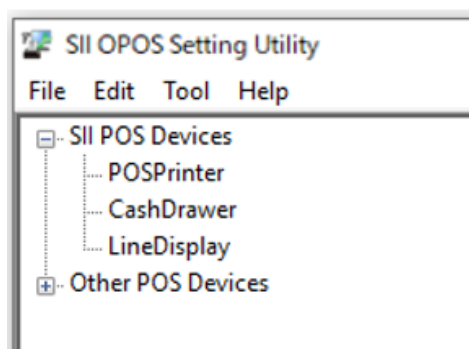 SII OPOS Setting Utility
File Edit Tool Help
SII POS Devices
POSPrinter
CashDrawer
LineDisplay
Other POS Devices